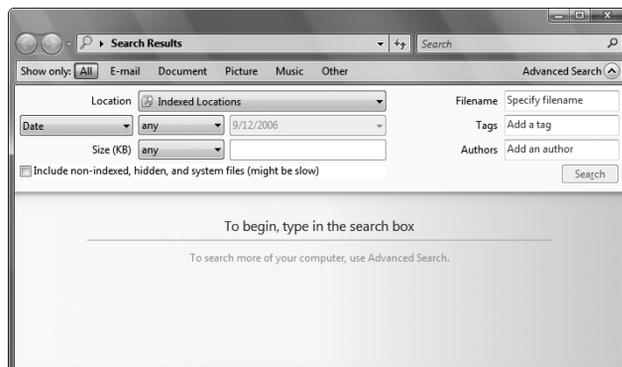 Search Results Search
Show only: All E-mail Document Picture Music Other Advanced Search
Location Indexed Locations Filename Specify filename
Date any 9/12/2006 Tags Add a tag
Size (KB) any Authors Add an author
Include non-indexed, hidden, and system files (might be slow) Search
To begin, type in the search box
To search more of your computer, use Advanced Search.